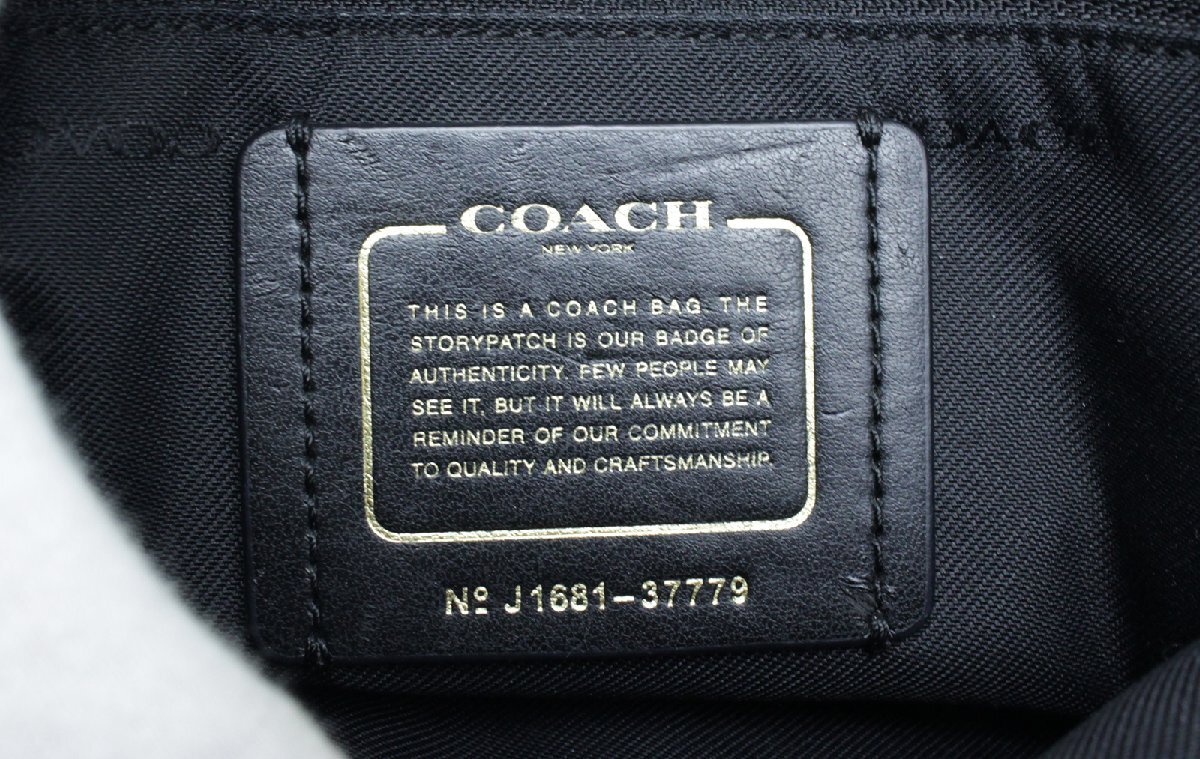 COACH
NEW YORK
THIS IS A COACH BAG. THE
STORYPATCH IS OUR BADGE OF
AUTHENTICITY. FEW PEOPLE MAY
SEE IT, BUT IT WILL ALWAYS BE A
REMINDER OF OUR COMMITMENT
TO QUALITY AND CRAFTSMANSHIP.
Nº J1681-37779